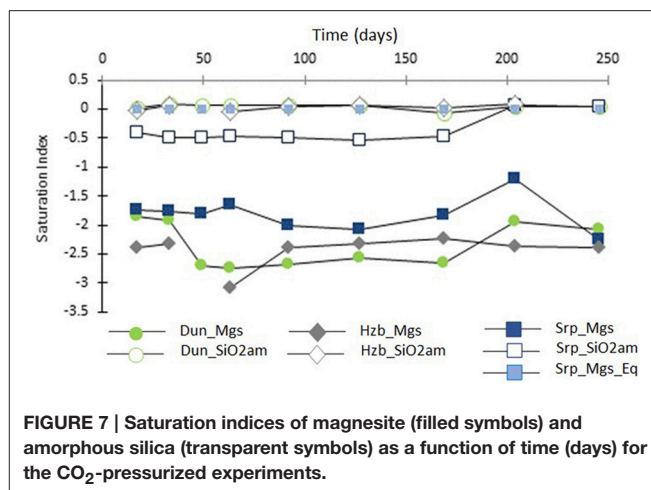 Time (days)
0 50 100 150 200 250
0.5
0
-0.5
-1
-1.5
-2
-2.5
-3
-3.5
Saturation Index
Dun_Mgs Hzb_Mgs Srp_Mgs
Dun_SiO2am Hzb_SiO2am Srp_SiO2am
Srp_Mgs_Eq
FIGURE 7 | Saturation indices of magnesite (filled symbols) and
amorphous silica (transparent symbols) as a function of time (days) for
the CO₂-pressurized experiments.